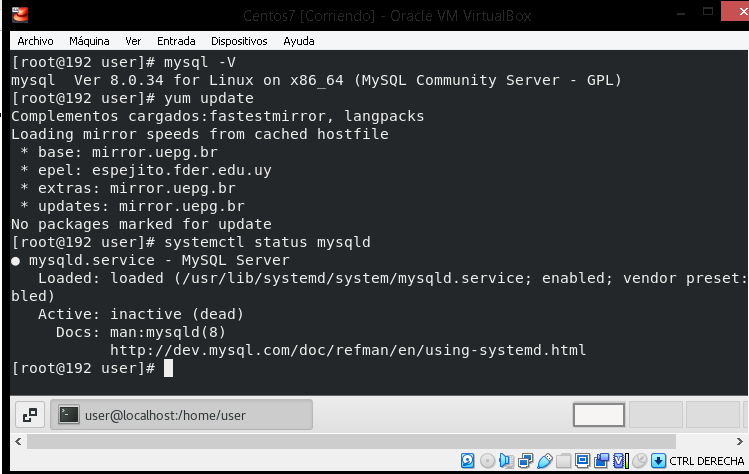 Centos7 [Corriendo] - Oracle VM VirtualBox
Archivo Máquina Ver Entrada Dispositivos Ayuda
[root@192 user]# mysql -V
mysql  Ver 8.0.34 for Linux on x86_64 (MySQL Community Server - GPL)
[root@192 user]# yum update
Complementos cargados:fastestmirror, langpacks
Loading mirror speeds from cached hostfile
 * base: mirror.uepg.br
 * epel: espejito.fder.edu.uy
 * extras: mirror.uepg.br
 * updates: mirror.uepg.br
No packages marked for update
[root@192 user]# systemctl status mysqld
● mysqld.service - MySQL Server
   Loaded: loaded (/usr/lib/systemd/system/mysqld.service; enabled; vendor preset:
bled)
   Active: inactive (dead)
     Docs: man:mysqld(8)
           http://dev.mysql.com/doc/refman/en/using-systemd.html
[root@192 user]#
user@localhost:/home/user
CTRL DERECHA